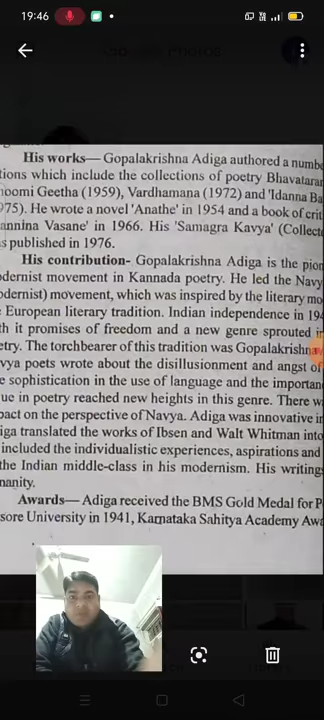 19:46
His works— Gopalakrishna Adiga authored a numbe
tions which include the collections of poetry Bhavataran
hoomi Geetha (1959), Vardhamana (1972) and 'Idanna Ba
975). He wrote a novel 'Anathe' in 1954 and a book of crit
annina Vasane' in 1966. His 'Samagra Kavya' (Collecte
s published in 1976.
His contribution- Gopalakrishna Adiga is the pion
odernist movement in Kannada poetry. He led the Navy
odernist) movement, which was inspired by the literary mo
European literary tradition. Indian independence in 194
th it promises of freedom and a new genre sprouted in
etry. The torchbearer of this tradition was Gopalakrishna
vya poets wrote about the disillusionment and angst of
e sophistication in the use of language and the importan
ue in poetry reached new heights in this genre. There w
pact on the perspective of Navya. Adiga was innovative in
iga translated the works of Ibsen and Walt Whitman into
included the individualistic experiences, aspirations and
the Indian middle-class in his modernism. His writings
nanity.
Awards— Adiga received the BMS Gold Medal for P
sore University in 1941, Karnataka Sahitya Academy Awa